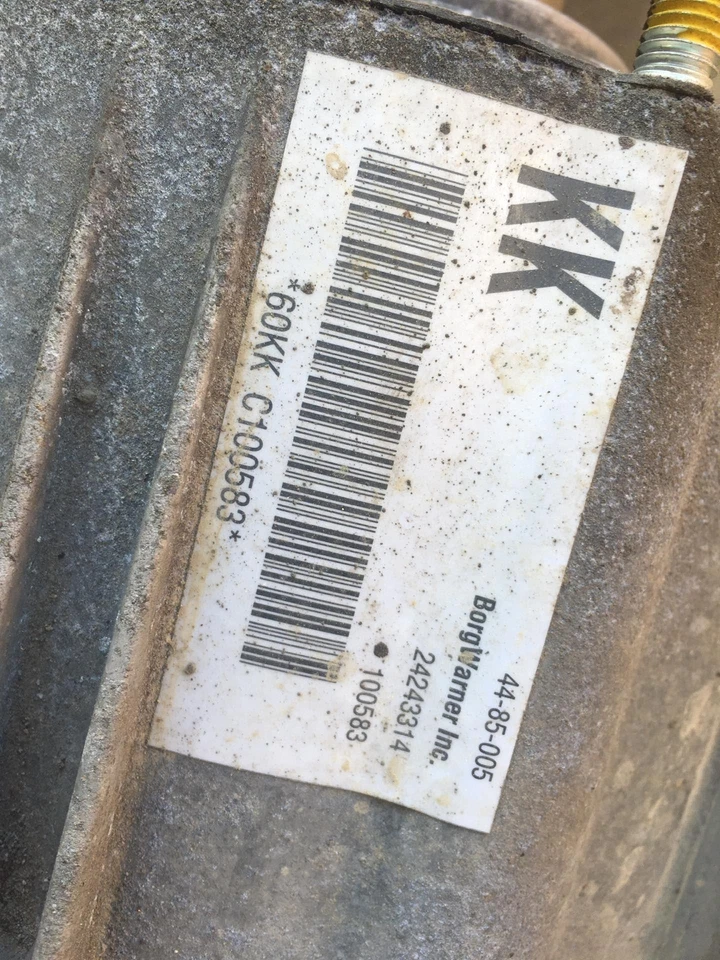 KK
44-85-005
BorgWarner Inc.
24243314
100583
*60KK C100583*